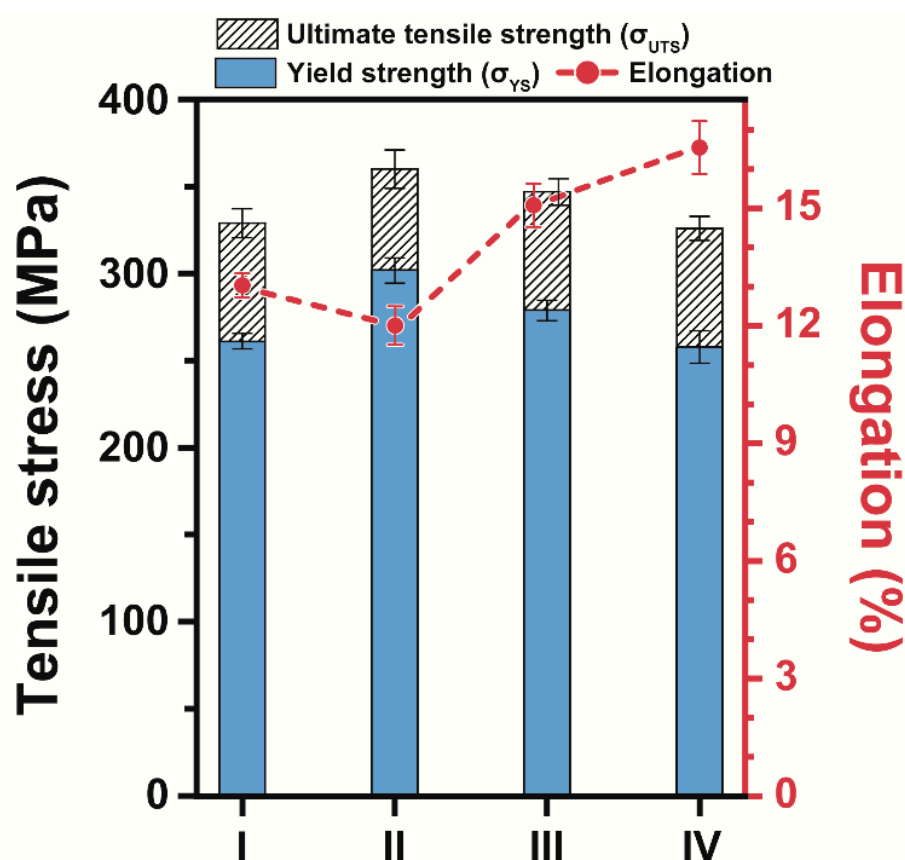 Ultimate tensile strength (σUTS)
Yield strength (σYS) Elongation
400
300
200
100
0
Tensile stress (MPa)
15
12
9
6
3
0
Elongation (%)
I II III IV